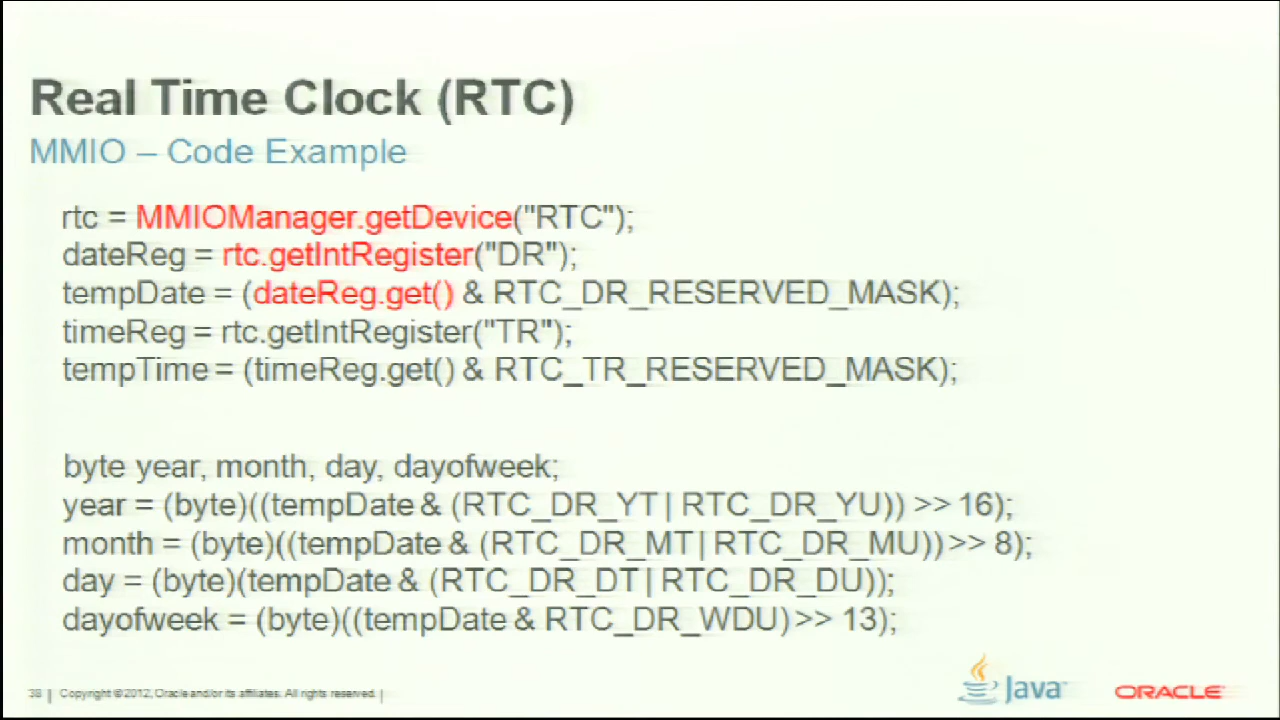 Real Time Clock (RTC)
MMIO – Code Example
rtc = MMIOManager.getDevice("RTC");
dateReg = rtc.getIntRegister("DR");
tempDate = (dateReg.get() & RTC_DR_RESERVED_MASK);
timeReg = rtc.getIntRegister("TR");
tempTime = (timeReg.get() & RTC_TR_RESERVED_MASK);
byte year, month, day, dayofweek;
year = (byte)((tempDate & (RTC_DR_YT | RTC_DR_YU)) >> 16);
month = (byte)((tempDate & (RTC_DR_MT | RTC_DR_MU)) >> 8);
day = (byte)(tempDate & (RTC_DR_DT | RTC_DR_DU));
dayofweek = (byte)((tempDate & RTC_DR_WDU) >> 13);
38 | Copyright © 2012, Oracle and/or its affiliates. All rights reserved. |
Java
ORACLE